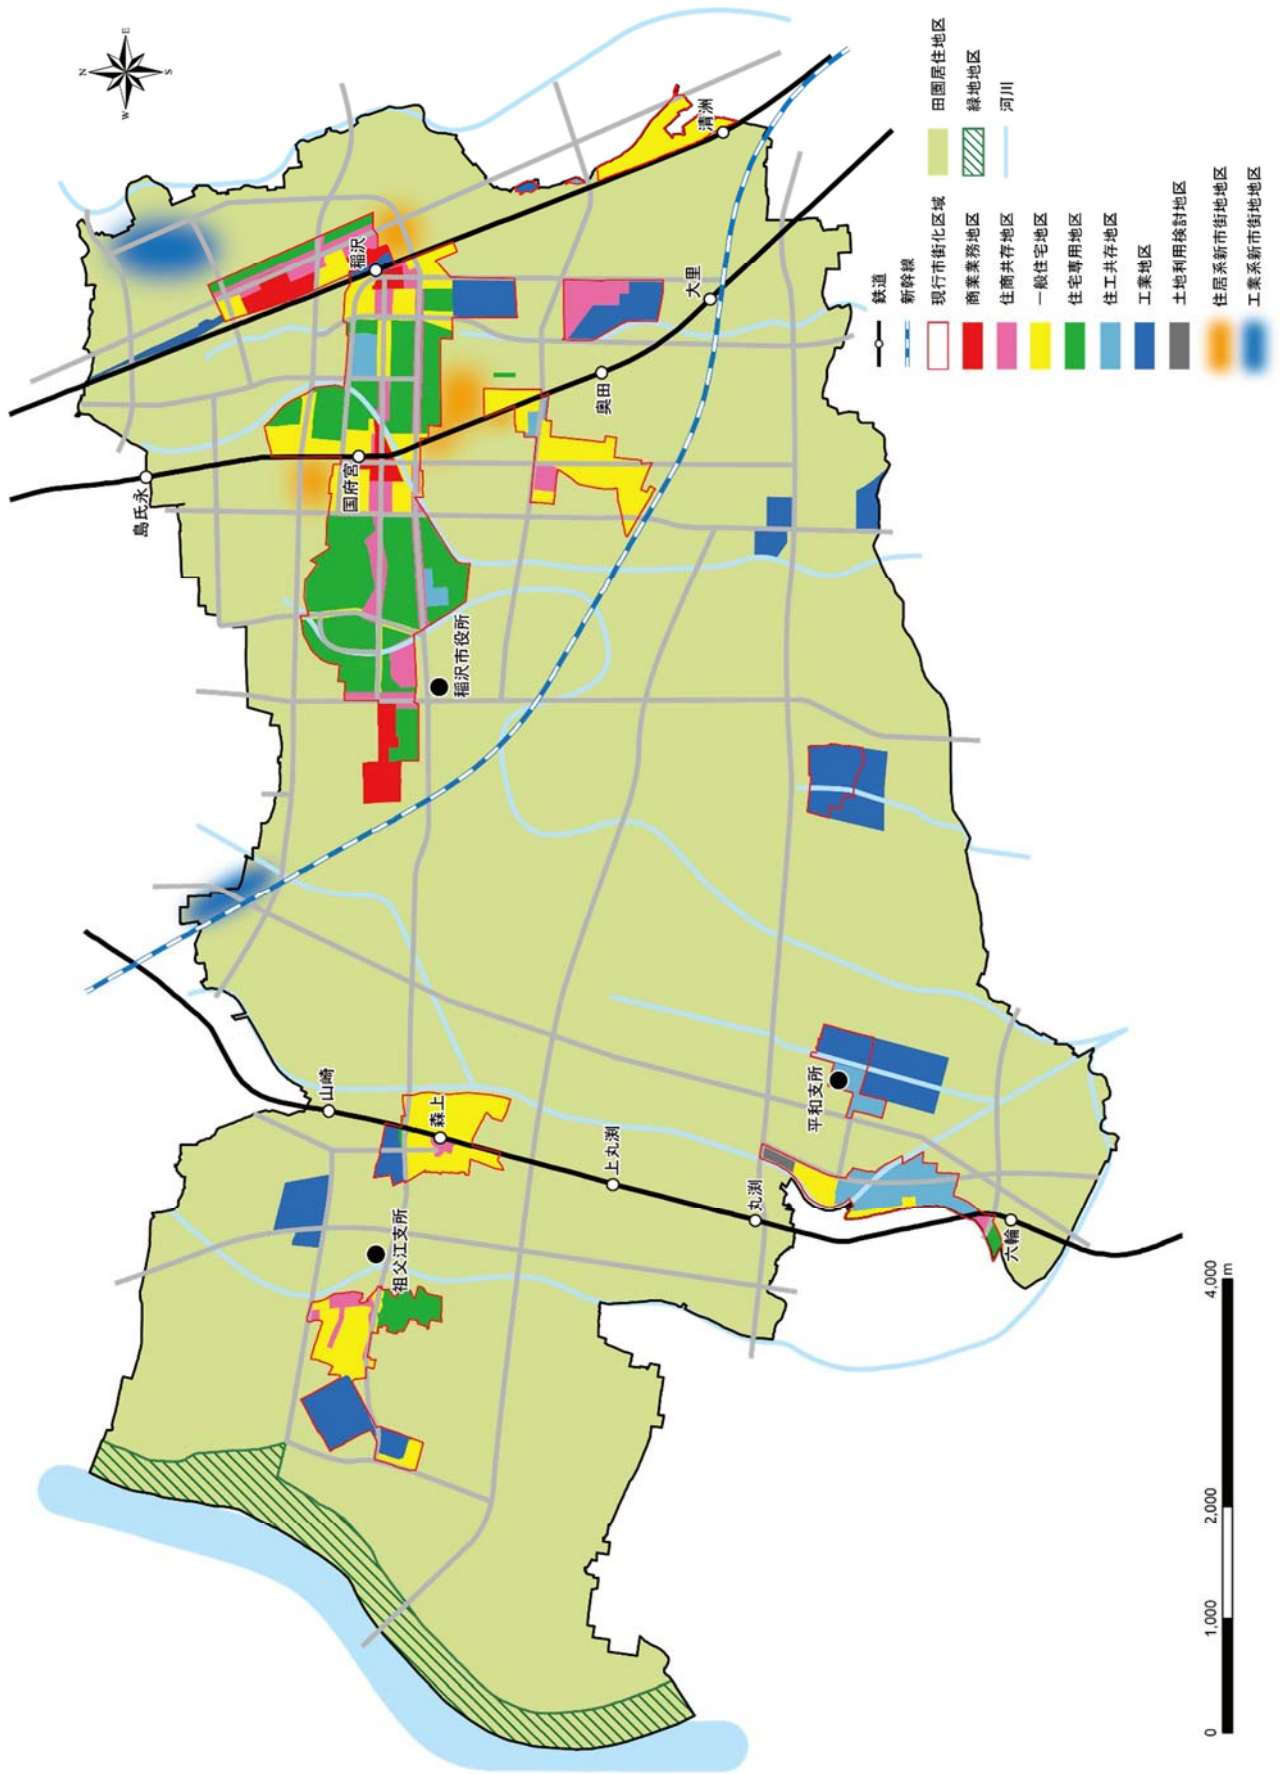 N
E
S
W
島氏永
国府宮
稲沢
清洲
大里
奥田
稲沢市役所
山崎
森上
上丸渕
丸渕
六輪
祖父江支所
平和支所
鉄道
新幹線
現行市街化区域
商業業務地区
住商共存地区
一般住宅地区
住宅専用地区
住工共存地区
工業地区
土地利用検討地区
住居系新市街地地区
工業系新市街地地区
田園居住地区
緑地地区
河川
0
1,000
2,000
4,000
m